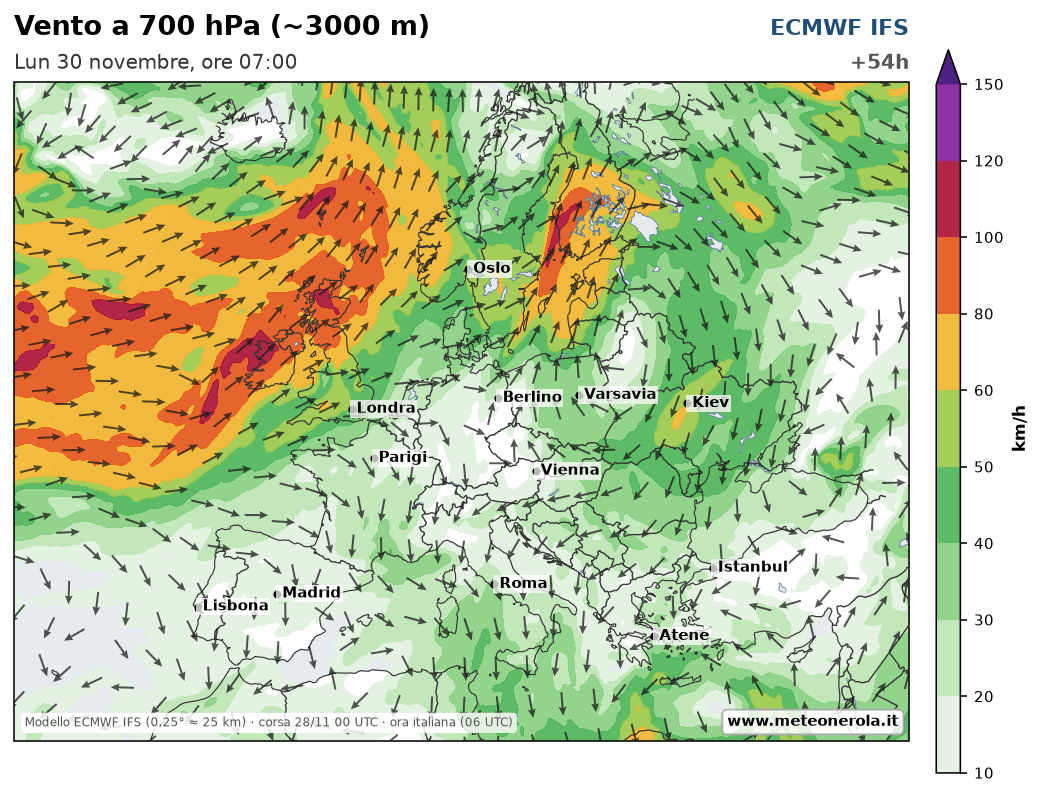 Vento a 700 hPa (~3000 m)
ECMWF IFS
Lun 30 novembre, ore 07:00
+54h
150
120
100
80
60
50
40
30
20
10
km/h
Oslo
Berlino
Varsavia
Kiev
Londra
Parigi
Vienna
Istanbul
Roma
Madrid
Lisbona
Atene
Modello ECMWF IFS (0,25° ≈ 25 km) · corsa 28/11 00 UTC · ora italiana (06 UTC)
www.meteonerola.it